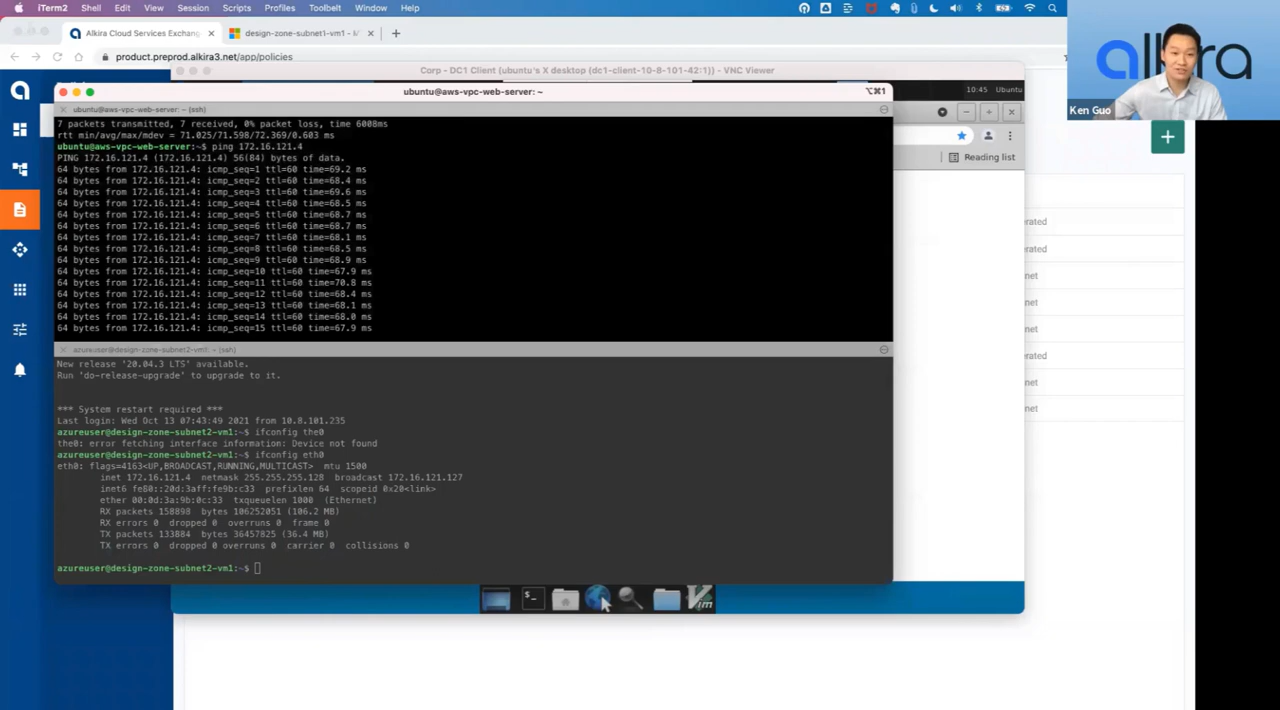 iTerm2 Shell Edit View Session Scripts Profiles Toolbelt Window Help
Alkira Cloud Services Exchan
design-zone-subnet1-vm1 - M
product.preprod.alkira3.net/app/policies
Corp - DC1 Client (ubuntu's X desktop (dc1-client-10-8-101-42:1)) - VNC Viewer
alkira
Ken Guo
10:45 Ubuntu
Reading list
ubuntu@aws-vpc-web-server: ~
⌥⌘1
ubuntu@aws-vpc-web-server: ~ (ssh)
7 packets transmitted, 7 received, 0% packet loss, time 6008ms
rtt min/avg/max/mdev = 71.025/71.598/72.369/0.603 ms
ubuntu@aws-vpc-web-server:~$ ping 172.16.121.4
PING 172.16.121.4 (172.16.121.4) 56(84) bytes of data.
64 bytes from 172.16.121.4: icmp_seq=1 ttl=60 time=69.2 ms
64 bytes from 172.16.121.4: icmp_seq=2 ttl=60 time=68.4 ms
64 bytes from 172.16.121.4: icmp_seq=3 ttl=60 time=69.6 ms
64 bytes from 172.16.121.4: icmp_seq=4 ttl=60 time=68.5 ms
64 bytes from 172.16.121.4: icmp_seq=5 ttl=60 time=68.7 ms
64 bytes from 172.16.121.4: icmp_seq=6 ttl=60 time=68.7 ms
64 bytes from 172.16.121.4: icmp_seq=7 ttl=60 time=68.1 ms
64 bytes from 172.16.121.4: icmp_seq=8 ttl=60 time=68.5 ms
64 bytes from 172.16.121.4: icmp_seq=9 ttl=60 time=68.9 ms
64 bytes from 172.16.121.4: icmp_seq=10 ttl=60 time=67.9 ms
64 bytes from 172.16.121.4: icmp_seq=11 ttl=60 time=70.8 ms
64 bytes from 172.16.121.4: icmp_seq=12 ttl=60 time=68.4 ms
64 bytes from 172.16.121.4: icmp_seq=13 ttl=60 time=68.1 ms
64 bytes from 172.16.121.4: icmp_seq=14 ttl=60 time=68.0 ms
64 bytes from 172.16.121.4: icmp_seq=15 ttl=60 time=67.9 ms
azureuser@design-zone-subnet2-vm1: ~ (ssh)
New release '20.04.3 LTS' available.
Run 'do-release-upgrade' to upgrade to it.
*** System restart required ***
Last login: Wed Oct 13 07:43:49 2021 from 10.8.101.235
azureuser@design-zone-subnet2-vm1:~$ ifconfig the0
the0: error fetching interface information: Device not found
azureuser@design-zone-subnet2-vm1:~$ ifconfig eth0
eth0: flags=4163<UP,BROADCAST,RUNNING,MULTICAST> mtu 1500
inet 172.16.121.4 netmask 255.255.255.128 broadcast 172.16.121.127
inet6 fe80::20d:3aff:fe9b:c33 prefixlen 64 scopeid 0x20<link>
ether 00:0d:3a:9b:0c:33 txqueuelen 1000 (Ethernet)
RX packets 158898 bytes 106252051 (106.2 MB)
RX errors 0 dropped 0 overruns 0 frame 0
TX packets 133884 bytes 36457825 (36.4 MB)
TX errors 0 dropped 0 overruns 0 carrier 0 collisions 0
azureuser@design-zone-subnet2-vm1:~$
erated
erated
net
net
net
erated
net
net
Vim